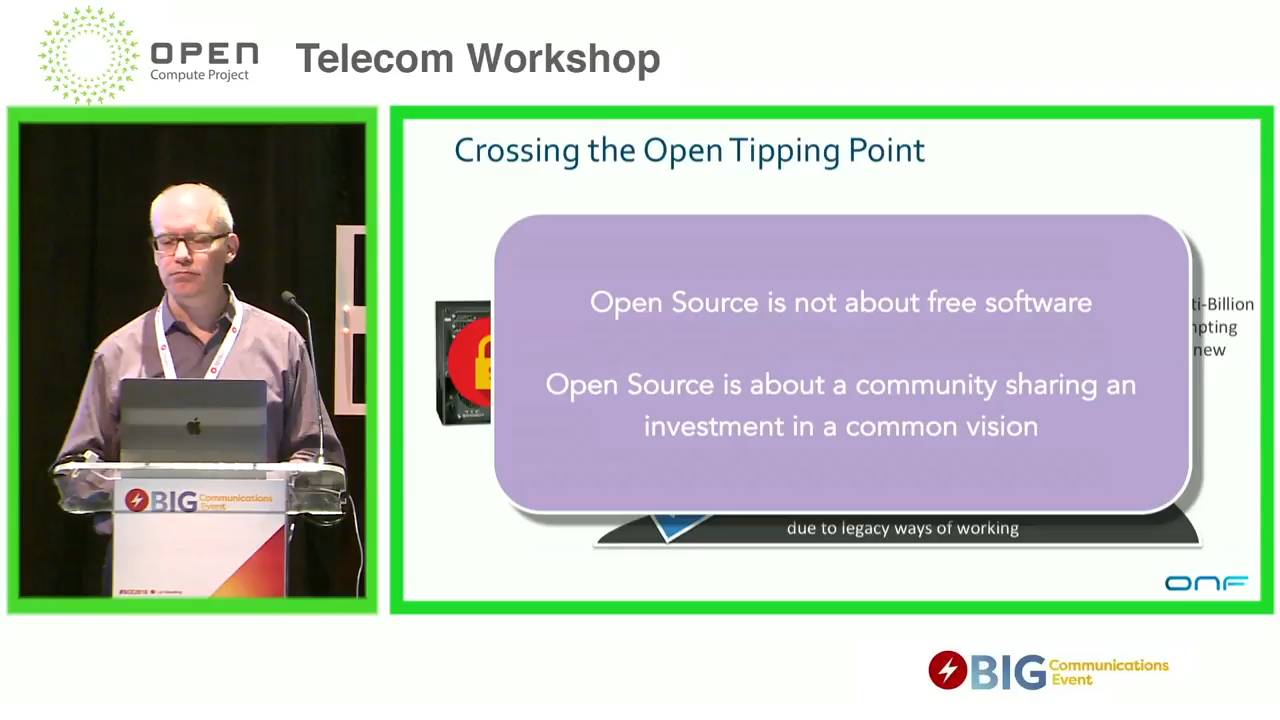 OPEN
Compute Project
Telecom Workshop
Crossing the Open Tipping Point
Open Source is not about free software
Open Source is about a community sharing an
investment in a common vision
new
due to legacy ways of working
ONF
BIG Communications
Event
BIG Communications
Event